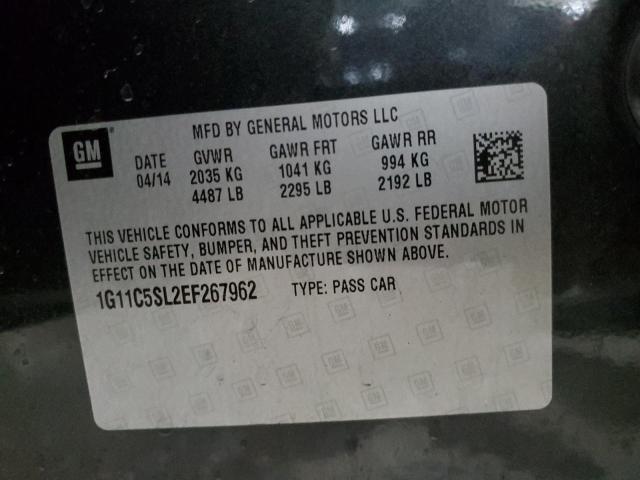 MFD BY GENERAL MOTORS LLC
GM
DATE GVWR GAWR FRT GAWR RR
04/14 2035 KG 1041 KG 994 KG
4487 LB 2295 LB 2192 LB
THIS VEHICLE CONFORMS TO ALL APPLICABLE U.S. FEDERAL MOTOR
VEHICLE SAFETY, BUMPER, AND THEFT PREVENTION STANDARDS IN
EFFECT ON THE DATE OF MANUFACTURE SHOWN ABOVE.
1G11C5SL2EF267962 TYPE: PASS CAR